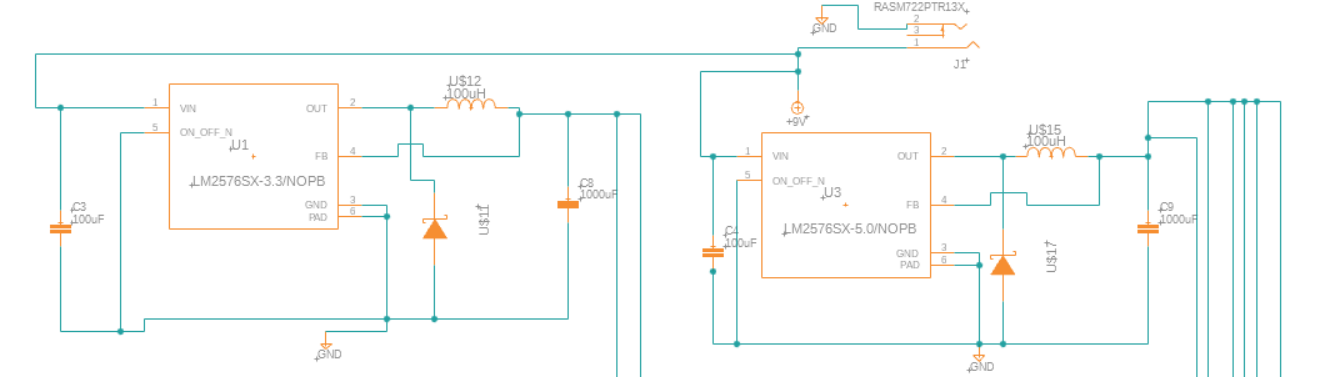 RASM722PTR13X
2
3
1
GND
J1
+9V
U$12
100uH
1
VIN
OUT
2
5
ON_OFF_N
U1
FB
4
LM2576SX-3.3/NOPB
GND
3
PAD
6
C3
100uF
U$11
C8
1000uF
GND
U$15
100uH
1
VIN
OUT
2
5
ON_OFF_N
U3
FB
4
LM2576SX-5.0/NOPB
GND
3
PAD
6
C4
100uF
U$17
C9
1000uF
GND